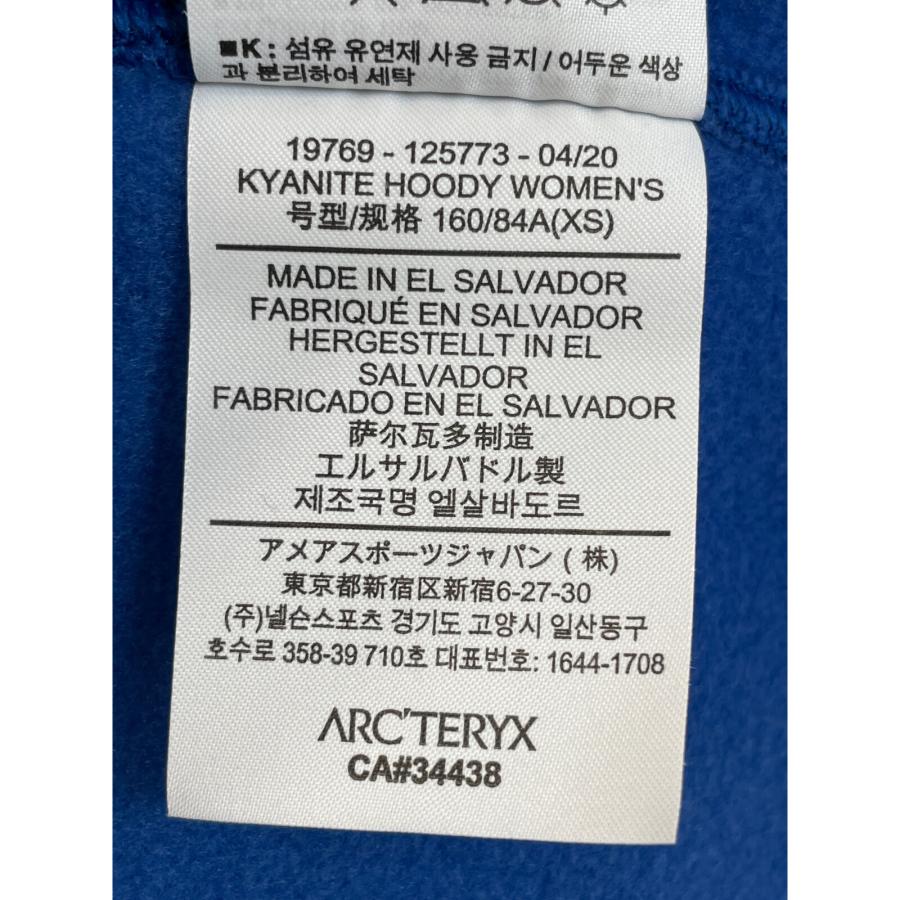 ■K : 섬유 유연제 사용 금지 / 어두운 색상
과 분리하여 세탁
19769 - 125773 - 04/20
KYANITE HOODY WOMEN'S
号型/规格 160/84A(XS)
MADE IN EL SALVADOR
FABRIQUÉ EN SALVADOR
HERGESTELLT IN EL
SALVADOR
FABRICADO EN EL SALVADOR
萨尔瓦多制造
エルサルバドル製
제조국명 엘살바도르
アメアスポーツジャパン ( 株)
東京都新宿区新宿6-27-30
(주)넬슨스포츠 경기도 고양시 일산동구
호수로 358-39 710호 대표번호: 1644-1708
ARC'TERYX
CA#34438